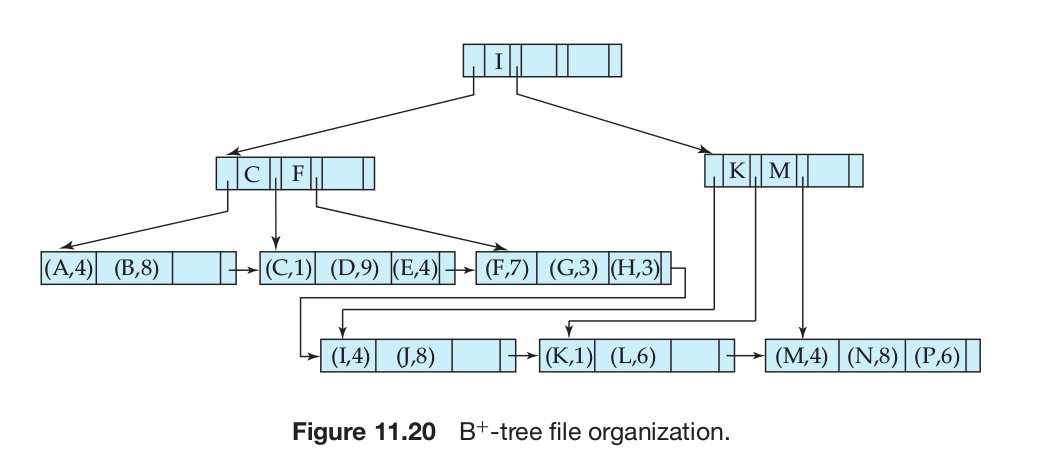 I
C F
K M
(A,4) (B,8) (C,1) (D,9) (E,4) (F,7) (G,3) (H,3)
(I,4) (J,8) (K,1) (L,6) (M,4) (N,8) (P,6)
Figure 11.20 B+-tree file organization.